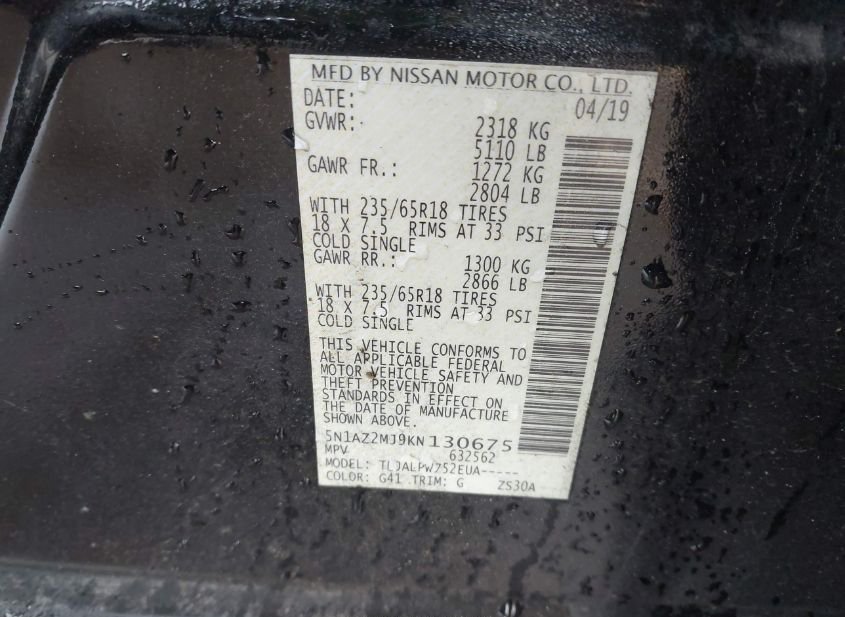 MFD BY NISSAN MOTOR CO., LTD.
DATE: 04/19
GVWR: 2318 KG
5110 LB
GAWR FR.: 1272 KG
2804 LB
WITH 235/65R18 TIRES
18 X 7.5 RIMS AT 33 PSI
COLD SINGLE
GAWR RR.: 1300 KG
2866 LB
WITH 235/65R18 TIRES
18 X 7.5 RIMS AT 33 PSI
COLD SINGLE
THIS VEHICLE CONFORMS TO
ALL APPLICABLE FEDERAL
MOTOR VEHICLE SAFETY AND
THEFT PREVENTION
STANDARDS IN EFFECT ON
THE DATE OF MANUFACTURE
SHOWN ABOVE.
5N1AZ2MJ9KN130675
MPV 632562
MODEL:
COLOR: G41 TRIM: G ZS30A